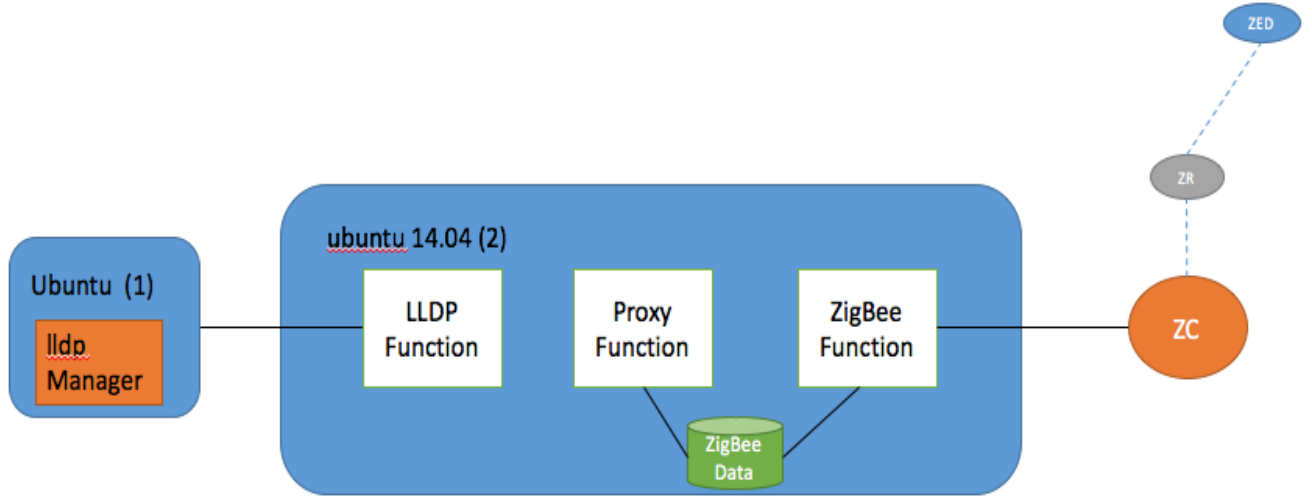 ZED
ZR
ubuntu 14.04 (2)
Ubuntu (1)
lldp
Manager
LLDP
Function
Proxy
Function
ZigBee
Function
ZC
ZigBee
Data